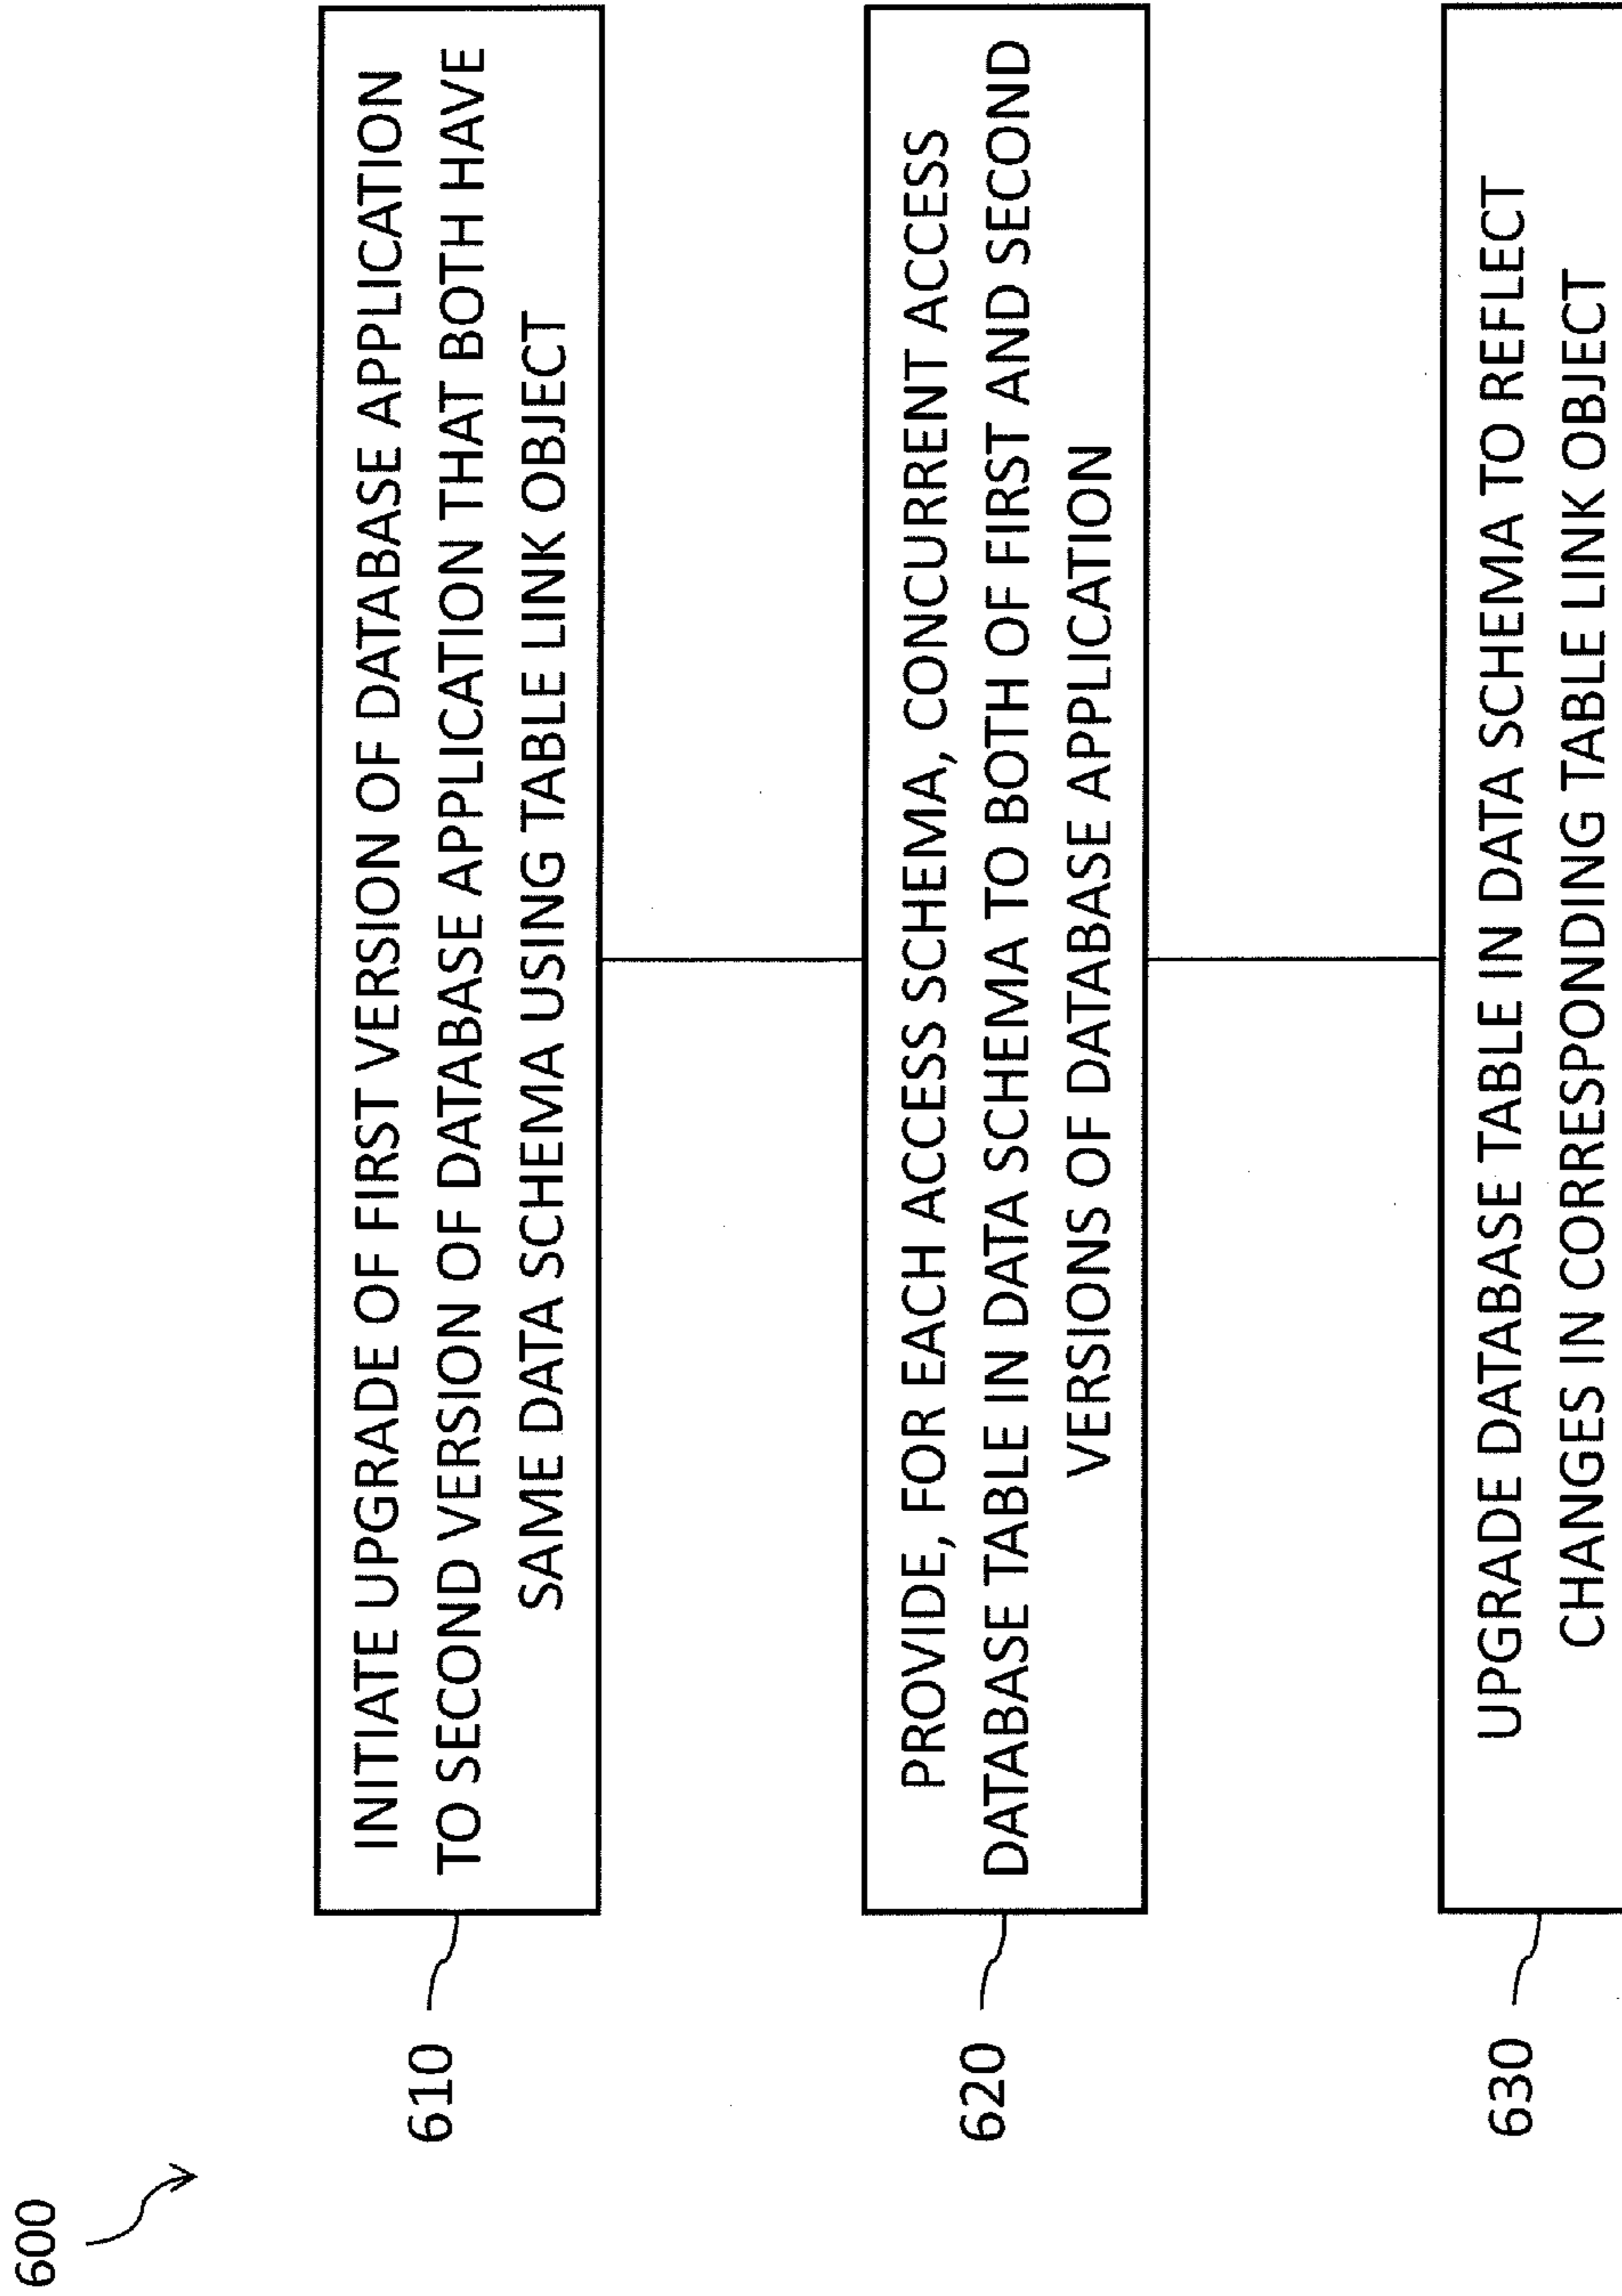 600
610
INITIATE UPGRADE OF FIRST VERSION OF DATABASE APPLICATION
TO SECOND VERSION OF DATABASE APPLICATION THAT BOTH HAVE
SAME DATA SCHEMA USING TABLE LINK OBJECT
620
PROVIDE, FOR EACH ACCESS SCHEMA, CONCURRENT ACCESS
DATABASE TABLE IN DATA SCHEMA TO BOTH OF FIRST AND SECOND
VERSIONS OF DATABASE APPLICATION
630
UPGRADE DATABASE TABLE IN DATA SCHEMA TO REFLECT
CHANGES IN CORRESPONDING TABLE LINK OBJECT